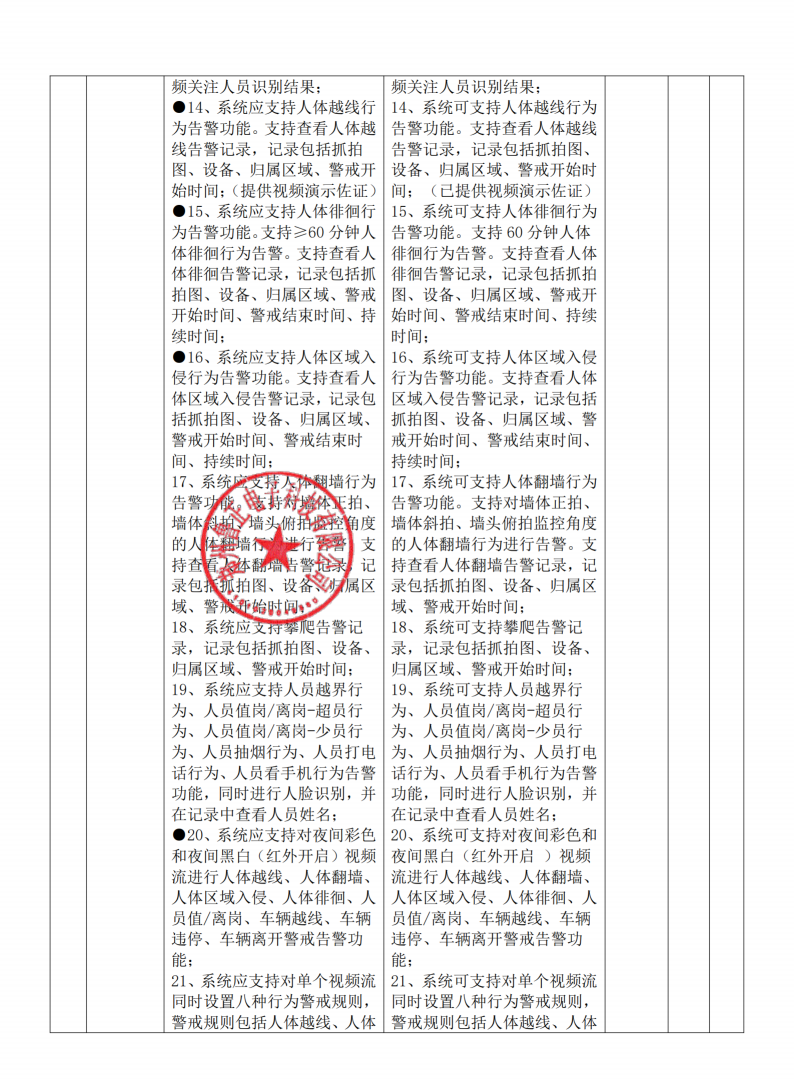 频关注人员识别结果；
●14、系统应支持人体越线行
为告警功能。支持查看人体越
线告警记录，记录包括抓拍
图、设备、归属区域、警戒开
始时间；（提供视频演示佐证）
●15、系统应支持人体徘徊行
为告警功能。支持≥60分钟人
体徘徊行为告警。支持查看人
体徘徊告警记录，记录包括抓
拍图、设备、归属区域、警戒
开始时间、警戒结束时间、持
续时间；
●16、系统应支持人体区域入
侵行为告警功能。支持查看人
体区域入侵告警记录，记录包
括抓拍图、设备、归属区域、
警戒开始时间、警戒结束时
间、持续时间；
17、系统应支持人体翻墙行为
告警功能。支持对墙体正拍、
墙体斜拍、墙头俯拍监控角度
的人体翻墙行为进行告警。支
持查看人体翻墙告警记录，记
录包括抓拍图、设备、归属区
域、警戒开始时间；
18、系统应支持攀爬告警记
录，记录包括抓拍图、设备、
归属区域、警戒开始时间；
19、系统应支持人员越界行
为、人员值岗/离岗-超员行
为、人员值岗/离岗-少员行
为、人员抽烟行为、人员打电
话行为、人员看手机行为告警
功能，同时进行人脸识别，并
在记录中查看人员姓名；
●20、系统应支持对夜间彩色
和夜间黑白（红外开启）视频
流进行人体越线、人体翻墙、
人体区域入侵、人体徘徊、人
员值/离岗、车辆越线、车辆
违停、车辆离开警戒告警功
能；
21、系统应支持对单个视频流
同时设置八种行为警戒规则，
警戒规则包括人体越线、人体
频关注人员识别结果；
14、系统可支持人体越线行为
告警功能。支持查看人体越线
告警记录，记录包括抓拍图、
设备、归属区域、警戒开始时
间；（已提供视频演示佐证）
15、系统可支持人体徘徊行为
告警功能。支持 60 分钟人体
徘徊行为告警。支持查看人体
徘徊告警记录，记录包括抓拍
图、设备、归属区域、警戒开
始时间、警戒结束时间、持续
时间；
16、系统可支持人体区域入侵
行为告警功能。支持查看人体
区域入侵告警记录，记录包括
抓拍图、设备、归属区域、警
戒开始时间、警戒结束时间、
持续时间；
17、系统可支持人体翻墙行为
告警功能。支持对墙体正拍、
墙体斜拍、墙头俯拍监控角度
的人体翻墙行为进行告警。支
持查看人体翻墙告警记录，记
录包括抓拍图、设备、归属区
域、警戒开始时间；
18、系统可支持攀爬告警记
录，记录包括抓拍图、设备、
归属区域、警戒开始时间；
19、系统可支持人员越界行
为、人员值岗/离岗-超员行
为、人员值岗/离岗-少员行
为、人员抽烟行为、人员打电
话行为、人员看手机行为告警
功能，同时进行人脸识别，并
在记录中查看人员姓名；
20、系统可支持对夜间彩色和
夜间黑白（红外开启 ）视频
流进行人体越线、人体翻墙、
人体区域入侵、人体徘徊、人
员值/离岗、车辆越线、车辆
违停、车辆离开警戒告警功
能；
21、系统可支持对单个视频流
同时设置八种行为警戒规则，
警戒规则包括人体越线、人体